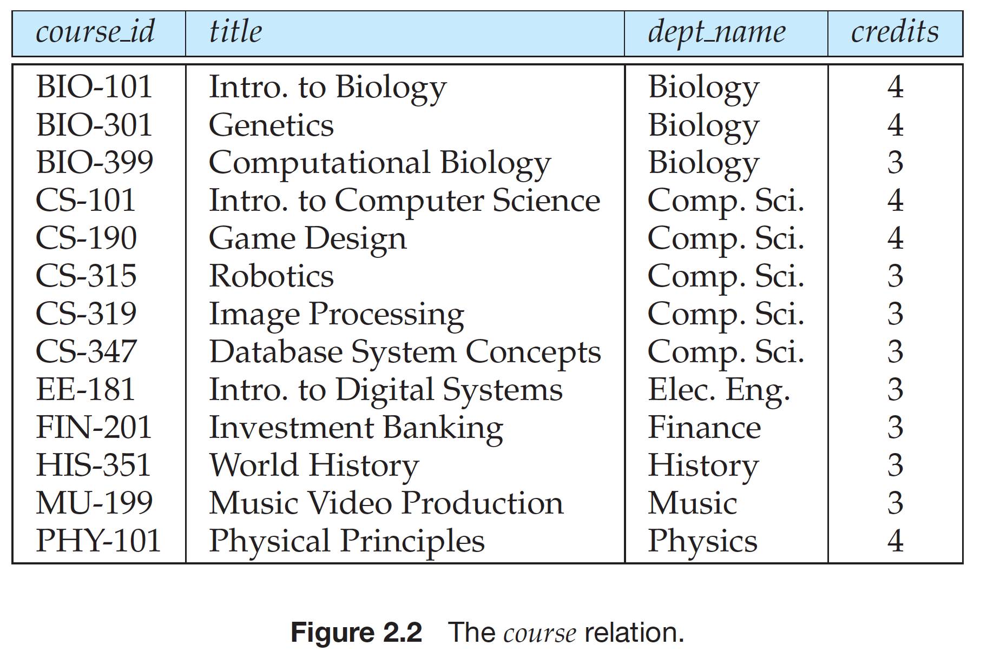 course_id title dept_name credits
BIO-101 Intro. to Biology Biology 4
BIO-301 Genetics Biology 4
BIO-399 Computational Biology Biology 3
CS-101 Intro. to Computer Science Comp. Sci. 4
CS-190 Game Design Comp. Sci. 4
CS-315 Robotics Comp. Sci. 3
CS-319 Image Processing Comp. Sci. 3
CS-347 Database System Concepts Comp. Sci. 3
EE-181 Intro. to Digital Systems Elec. Eng. 3
FIN-201 Investment Banking Finance 3
HIS-351 World History History 3
MU-199 Music Video Production Music 3
PHY-101 Physical Principles Physics 4
Figure 2.2 The course relation.